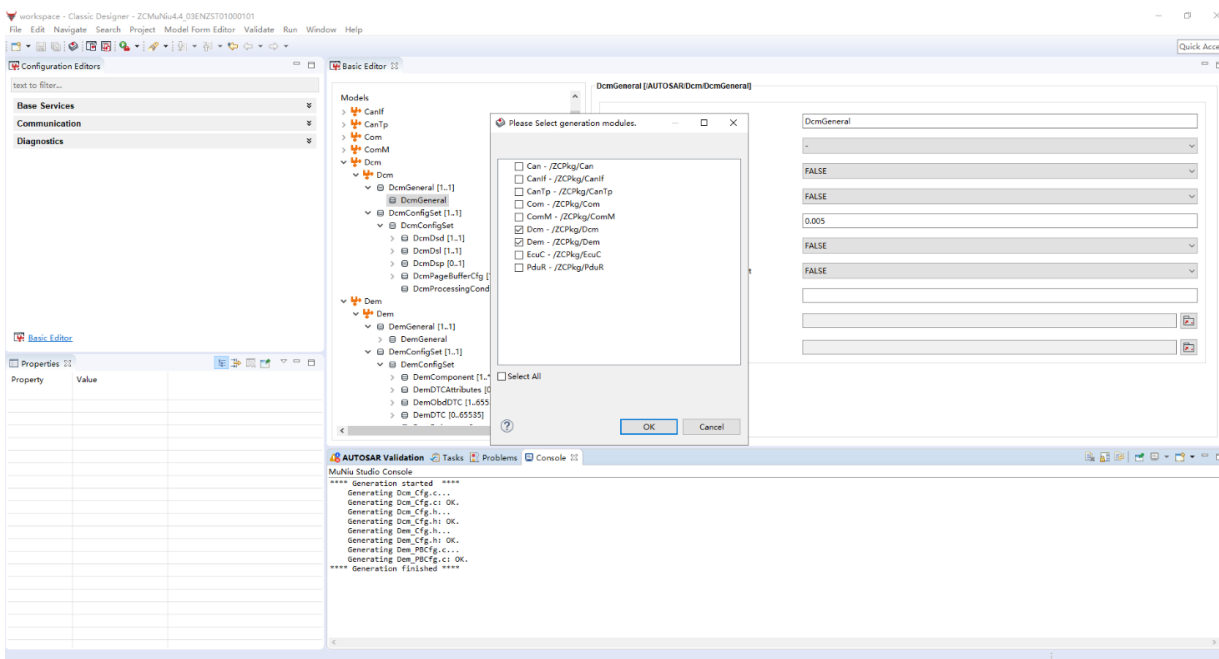 workspace - Classic Designer - ZCMuNiu4.4_03ENZST01000101
File Edit Navigate Search Project Model Form Editor Validate Run Window Help
Quick Acce
Configuration Editors
text to filter...
Base Services
Communication
Diagnostics
Basic Editor
Properties
Property Value
Basic Editor
Models
CanIf
CanTp
Com
ComM
Dcm
Dcm
DcmGeneral [1..1]
DcmGeneral
DcmConfigSet [1..1]
DcmConfigSet
DcmDsd [1..1]
DcmDsl [1..1]
DcmDsp [0..1]
DcmPageBufferCfg [
DcmProcessingCond
Dem
Dem
DemGeneral [1..1]
DemGeneral
DemConfigSet [1..1]
DemConfigSet
DemComponent [1..*
DemDTCAttributes [0
DemObdDTC [1..655
DemDTC [0..65535]
Please Select generation modules.
Can - /ZCPkg/Can
CanIf - /ZCPkg/CanIf
CanTp - /ZCPkg/CanTp
Com - /ZCPkg/Com
ComM - /ZCPkg/ComM
Dcm - /ZCPkg/Dcm
Dem - /ZCPkg/Dem
EcuC - /ZCPkg/EcuC
PduR - /ZCPkg/PduR
Select All
OK Cancel
DcmGeneral [/AUTOSAR/Dcm/DcmGeneral]
DcmGeneral
-
FALSE
FALSE
0.005
FALSE
t FALSE
AUTOSAR Validation Tasks Problems Console
MuNiu Studio Console
**** Generation started ****
Generating Dcm_Cfg.c...
Generating Dcm_Cfg.c: OK.
Generating Dcm_Cfg.h...
Generating Dcm_Cfg.h: OK.
Generating Dem_Cfg.h...
Generating Dem_Cfg.h: OK.
Generating Dem_PBCfg.c...
Generating Dem_PBCfg.c: OK.
**** Generation finished ****